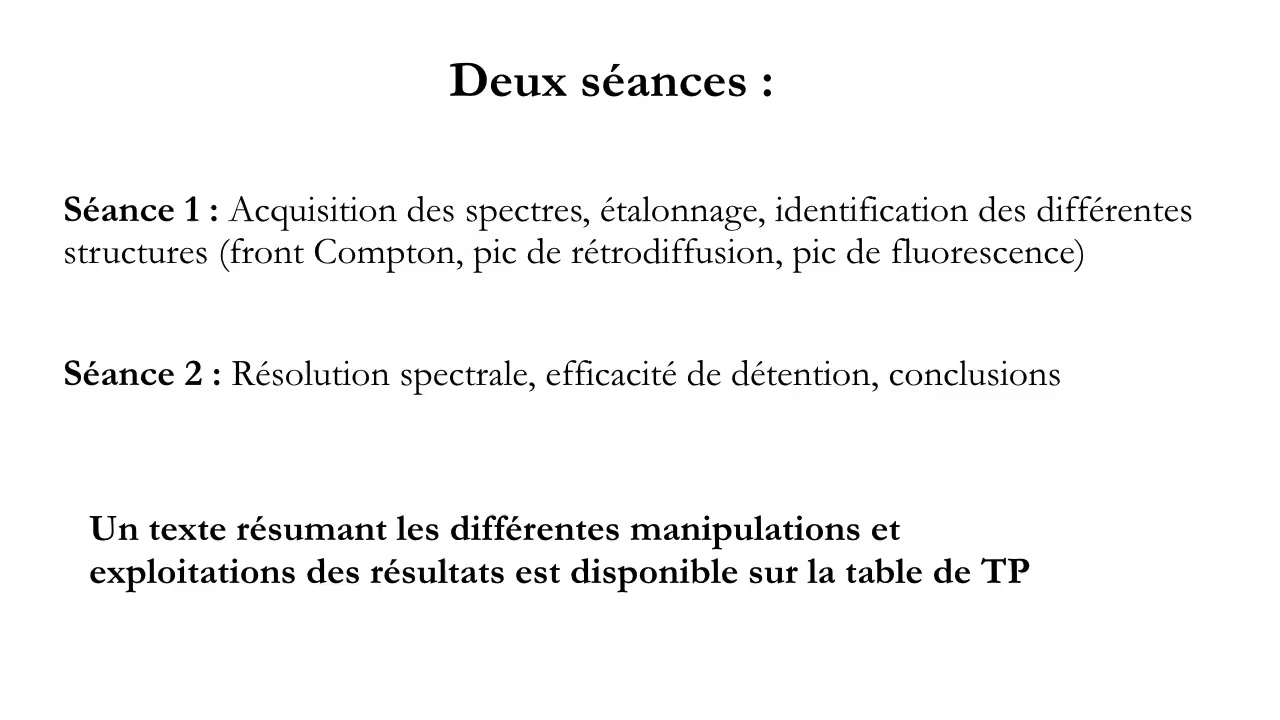 Deux séances :
Séance 1 : Acquisition des spectres, étalonnage, identification des différentes
structures (front Compton, pic de rétrodiffusion, pic de fluorescence)
Séance 2 : Résolution spectrale, efficacité de détention, conclusions
Un texte résumant les différentes manipulations et
exploitations des résultats est disponible sur la table de TP